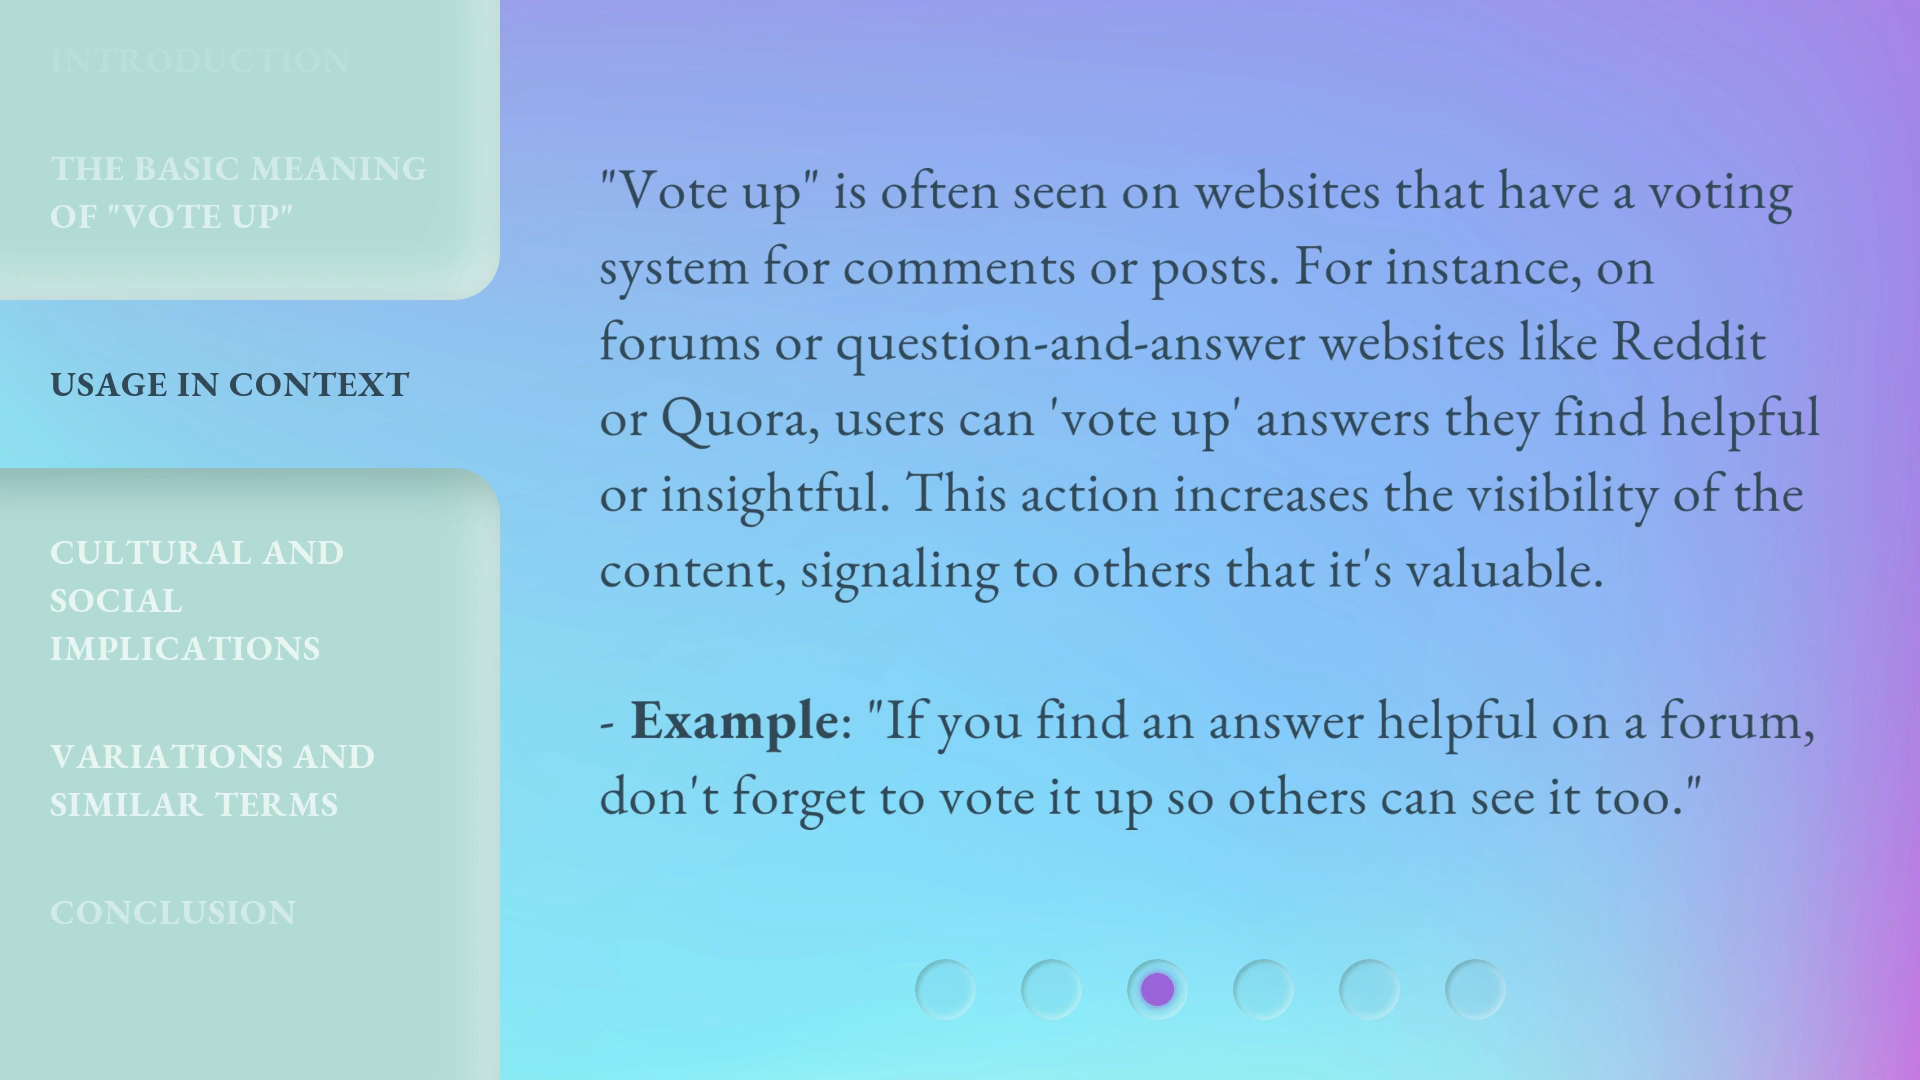 INTRODUCTION
THE BASIC MEANING
OF "VOTE UP"
USAGE IN CONTEXT
CULTURAL AND
SOCIAL
IMPLICATIONS
VARIATIONS AND
SIMILAR TERMS
CONCLUSION
"Vote up" is often seen on websites that have a voting
system for comments or posts. For instance, on
forums or question-and-answer websites like Reddit
or Quora, users can 'vote up' answers they find helpful
or insightful. This action increases the visibility of the
content, signaling to others that it's valuable.
- Example: "If you find an answer helpful on a forum,
don't forget to vote it up so others can see it too."